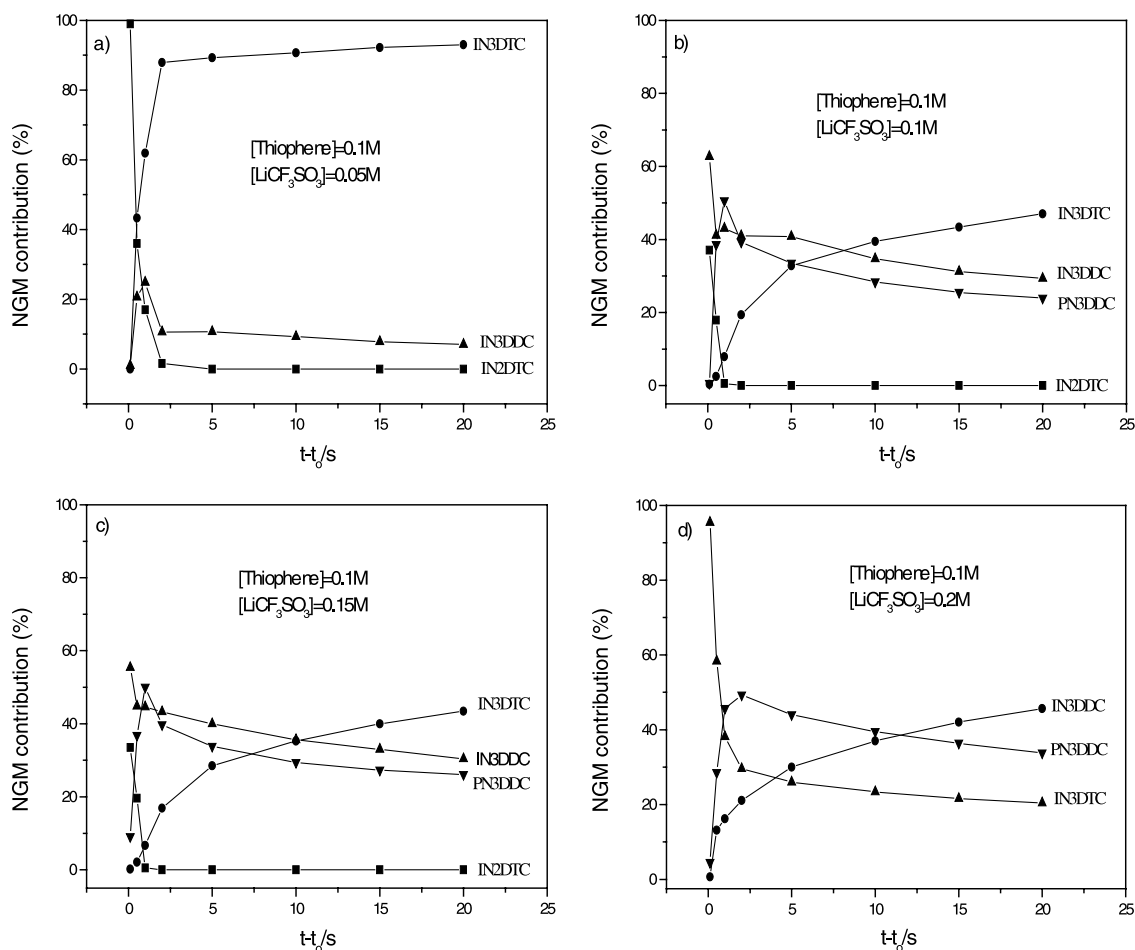 a)
NGM contribution (%)
100
80
60
40
20
0
[Thiophene]=0.1M
[LiCF₃SO₃]=0.05M
IN3DTC
IN3DDC
IN2DTC
0 5 10 15 20 25
t-t₀/s
b)
NGM contribution (%)
100
80
60
40
20
0
[Thiophene]=0.1M
[LiCF₃SO₃]=0.1M
IN3DTC
IN3DDC
PN3DDC
IN2DTC
0 5 10 15 20 25
t-t₀/s
c)
NGM contribution (%)
100
80
60
40
20
0
[Thiophene]=0.1M
[LiCF₃SO₃]=0.15M
IN3DTC
IN3DDC
PN3DDC
IN2DTC
0 5 10 15 20 25
t-t₀/s
d)
NGM contribution (%)
100
80
60
40
20
0
[Thiophene]=0.1M
[LiCF₃SO₃]=0.2M
IN3DDC
PN3DDC
IN3DTC
0 5 10 15 20 25
t-t₀/s